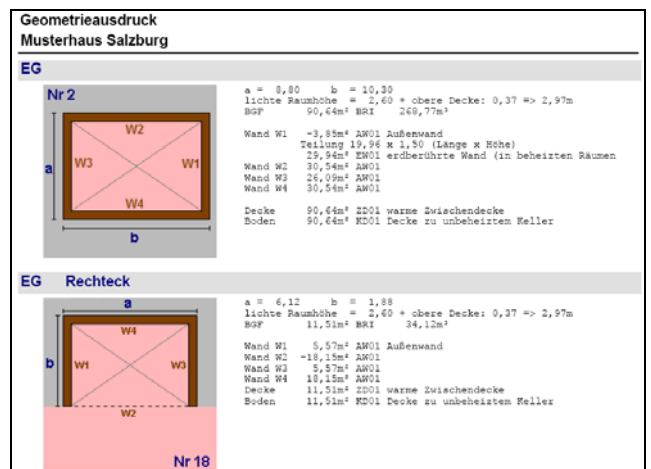 Geometrieausdruck
Musterhaus Salzburg
EG
Nr 2
W2
W3
W1
W4
a
b
a = 8,80 b = 10,30
lichte Raumhöhe = 2,60 + obere Decke: 0,37 => 2,97m
BGF 90,64m² BRI 268,77m³
Wand W1 -3,85m² AW01 Außenwand
Teilung 19,96 x 1,50 (Länge x Höhe)
29,94m² EW01 erdberührte Wand (in beheizten Räumen
Wand W2 30,54m² AW01
Wand W3 26,09m² AW01
Wand W4 30,54m² AW01
Decke 90,64m² ZD01 warme Zwischendecke
Boden 90,64m² KD01 Decke zu unbeheiztem Keller
EG Rechteck
a
W4
b
W1
W3
W2
Nr 18
a = 6,12 b = 1,88
lichte Raumhöhe = 2,60 + obere Decke: 0,37 => 2,97m
BGF 11,51m² BRI 34,12m³
Wand W1 5,57m² AW01 Außenwand
Wand W2 -18,15m² AW01
Wand W3 5,57m² AW01
Wand W4 18,15m² AW01
Decke 11,51m² ZD01 warme Zwischendecke
Boden 11,51m² KD01 Decke zu unbeheiztem Keller